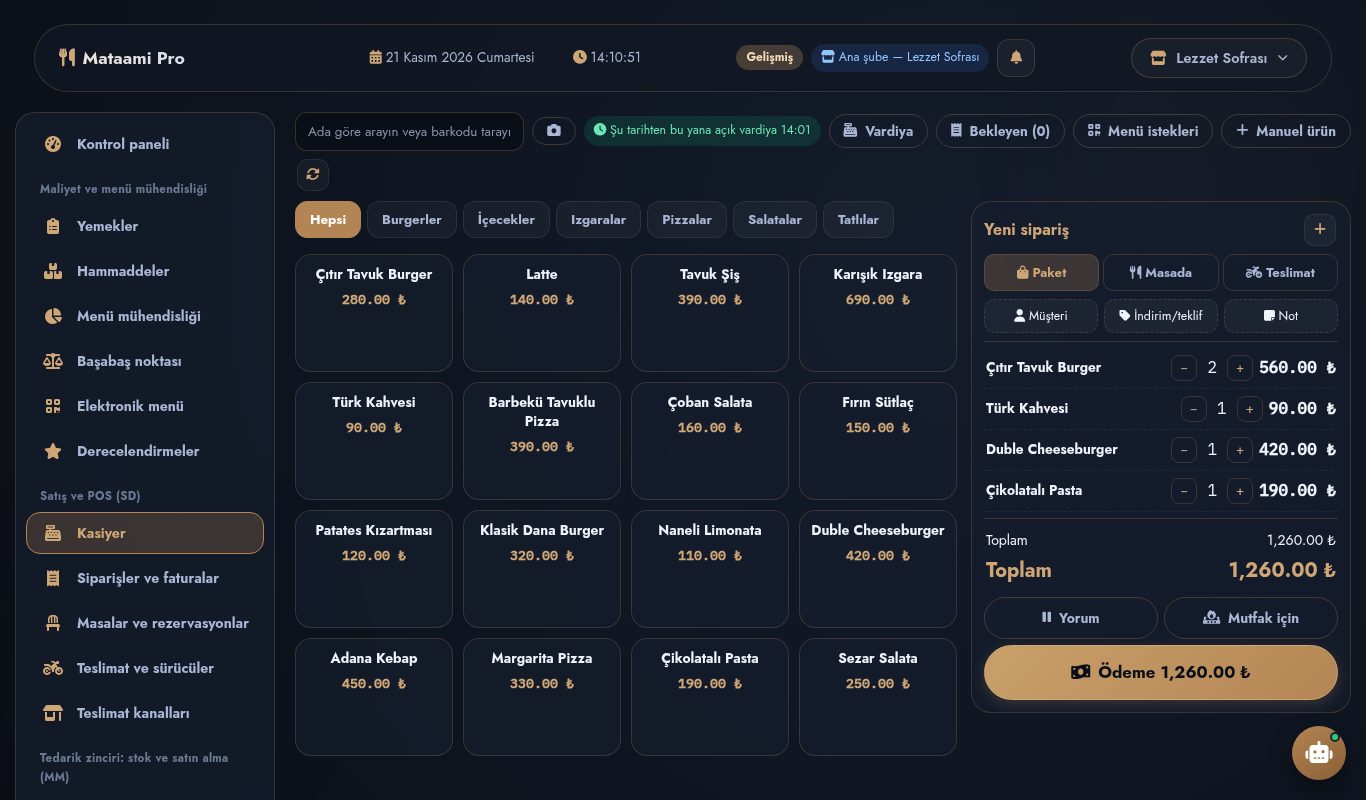 Mataami Pro
21 Kasım 2026 Cumartesi
14:10:51
Gelişmiş
Ana şube — Lezzet Sofrası
Lezzet Sofrası
Kontrol paneli
Maliyet ve menü mühendisliği
Yemekler
Hammaddeler
Menü mühendisliği
Başabaş noktası
Elektronik menü
Derecelendirmeler
Satış ve POS (SD)
Kasiyer
Siparişler ve faturalar
Masalar ve rezervasyonlar
Teslimat ve sürücüler
Teslimat kanalları
Tedarik zinciri: stok ve satın alma
(MM)
Ada göre arayın veya barkodu tarayı
Şu tarihten bu yana açık vardiya 14:01
Vardiya
Bekleyen (0)
Menü istekleri
Manuel ürün
Hepsi
Burgerler
İçecekler
Izgaralar
Pizzalar
Salatalar
Tatlılar
Çıtır Tavuk Burger
280.00 ₺
Latte
140.00 ₺
Tavuk Şiş
390.00 ₺
Karışık Izgara
690.00 ₺
Türk Kahvesi
90.00 ₺
Barbekü Tavuklu
Pizza
390.00 ₺
Çoban Salata
160.00 ₺
Fırın Sütlaç
150.00 ₺
Patates Kızartması
120.00 ₺
Klasik Dana Burger
320.00 ₺
Naneli Limonata
110.00 ₺
Duble Cheeseburger
420.00 ₺
Adana Kebap
450.00 ₺
Margarita Pizza
330.00 ₺
Çikolatalı Pasta
190.00 ₺
Sezar Salata
250.00 ₺
Yeni sipariş
Paket
Masada
Teslimat
Müşteri
İndirim/teklif
Not
Çıtır Tavuk Burger − 2 + 560.00 ₺
Türk Kahvesi − 1 + 90.00 ₺
Duble Cheeseburger − 1 + 420.00 ₺
Çikolatalı Pasta − 1 + 190.00 ₺
Toplam 1,260.00 ₺
Toplam 1,260.00 ₺
Yorum
Mutfak için
Ödeme 1,260.00 ₺